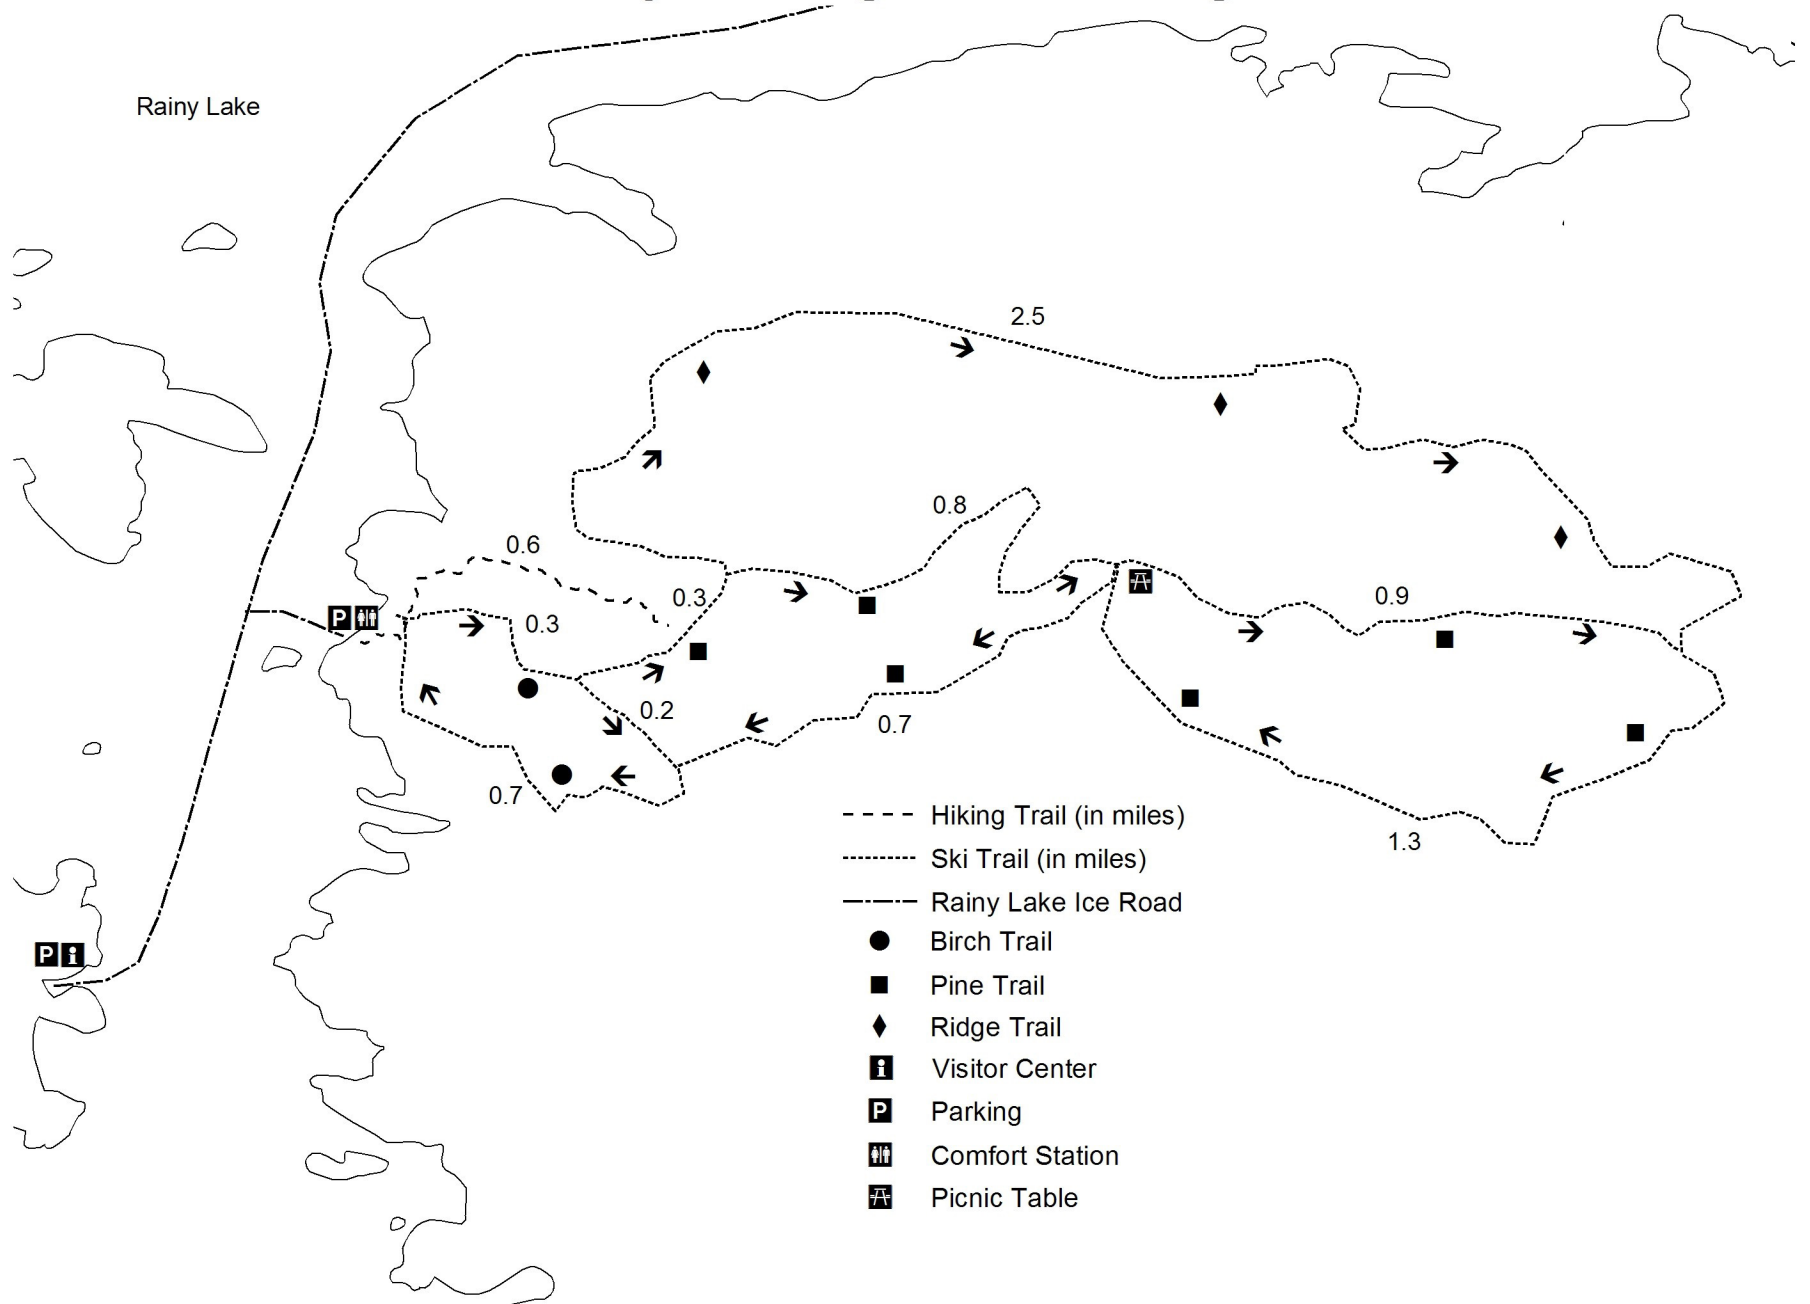 Rainy Lake
2.5
0.8
0.6
0.3
0.9
0.3
0.2
0.7
0.7
1.3
P
P i
Hiking Trail (in miles)
Ski Trail (in miles)
Rainy Lake Ice Road
Birch Trail
Pine Trail
Ridge Trail
i Visitor Center
P Parking
Comfort Station
Picnic Table